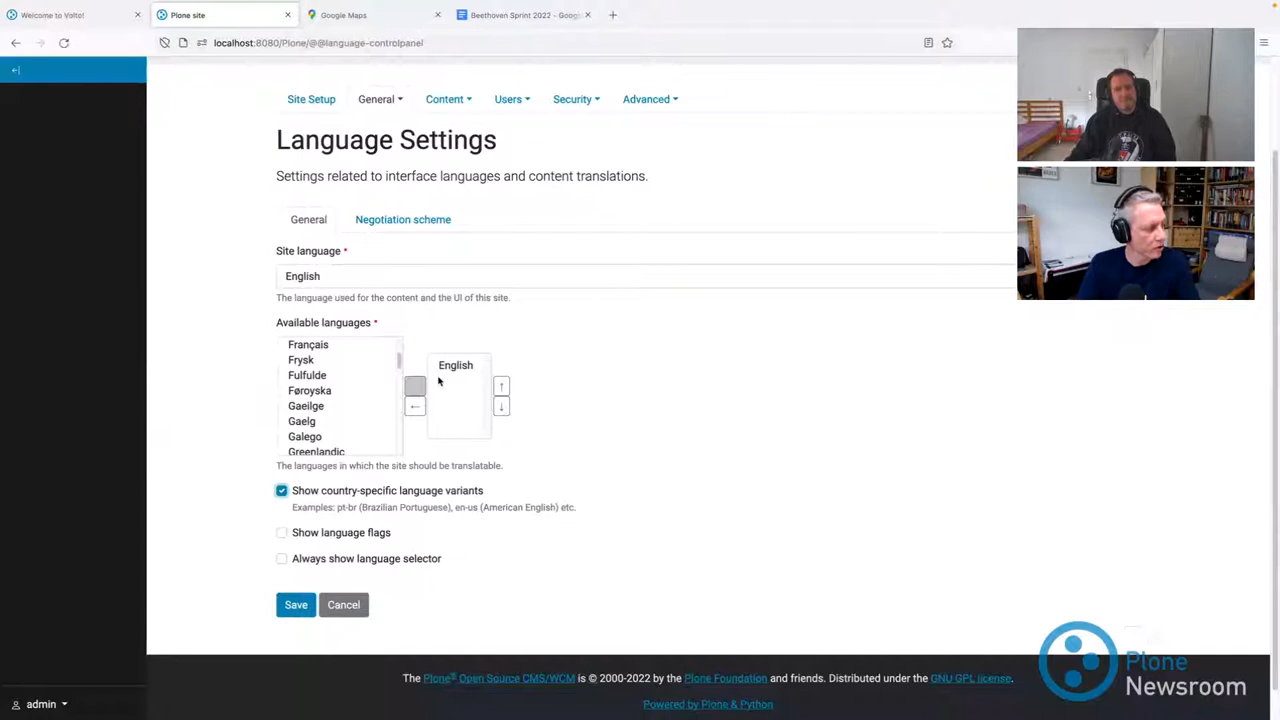 Welcome to Volto!
Plone site
Google Maps
Beethoven Sprint 2022 - Goog
localhost:8080/Plone/@@language-controlpanel
Site Setup
General
Content
Users
Security
Advanced
Language Settings
Settings related to interface languages and content translations.
General
Negotiation scheme
Site language *
English
The language used for the content and the UI of this site.
Available languages *
Français
Frysk
Fulfulde
Føroyska
Gaeilge
Gaelg
Galego
Greenlandic
English
The languages in which the site should be translatable.
Show country-specific language variants
Examples: pt-br (Brazilian Portuguese), en-us (American English) etc.
Show language flags
Always show language selector
Save
Cancel
The Plone® Open Source CMS/WCM is © 2000-2022 by the Plone Foundation and friends. Distributed under the GNU GPL license.
Powered by Plone & Python
admin
Plone
Newsroom